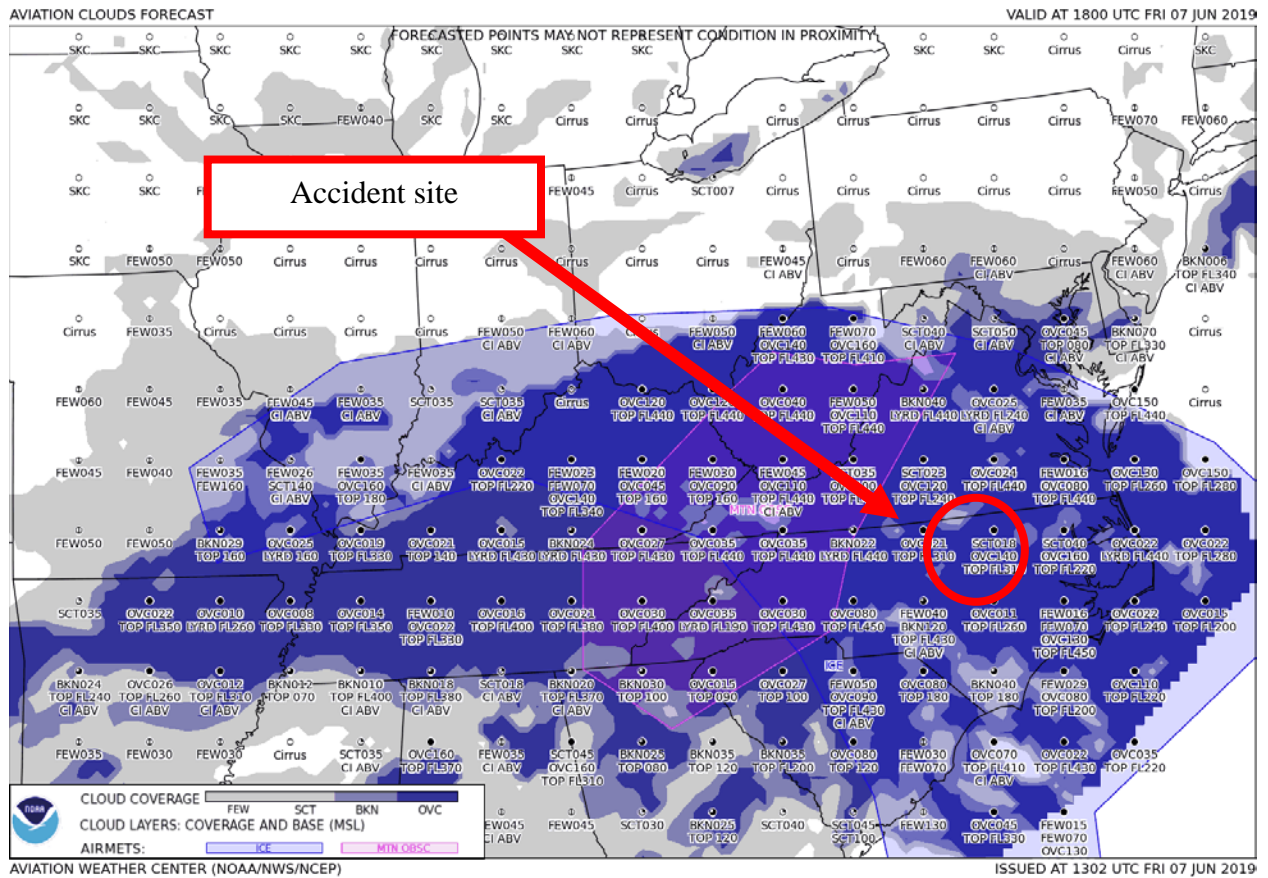 AVIATION CLOUDS FORECAST VALID AT 1800 UTC FRI 07 JUN 2019
FORECASTED POINTS MAY NOT REPRESENT CONDITION IN PROXIMITY
SKC SKC SKC SKC SKC SKC SKC SKC SKC SKC SKC Cirrus Cirrus SKC
SKC SKC SKC SKC FEW040 SKC SKC Cirrus Cirrus Cirrus Cirrus Cirrus Cirrus Cirrus FEW070 FEW060
Accident site
SKC SKC FEW045 Cirrus SCT007 Cirrus Cirrus Cirrus Cirrus Cirrus FEW050 Cirrus
SKC FEW050 FEW050 Cirrus Cirrus Cirrus Cirrus Cirrus Cirrus Cirrus FEW045 Cirrus FEW060 FEW060 FEW060 BKN006
CI ABV CI ABV CI ABV TOP FL340
CI ABV
Cirrus FEW035 Cirrus Cirrus Cirrus Cirrus FEW050 FEW060 FEW050 FEW060 FEW070 SCT040 SCT050 OVC045 BKN070 Cirrus
CI ABV CI ABV CI ABV OVC140 OVC160 CI ABV CI ABV TOP 080 TOP FL330
TOP FL430 TOP FL410 CI ABV CI ABV
FEW060 FEW045 FEW035 FEW045 FEW035 SCT035 SCT035 Cirrus OVC120 OVC040 FEW050 BKN040 OVC025 FEW035 OVC150 Cirrus
CI ABV CI ABV CI ABV TOP FL440 TOP FL440 TOP FL440 OVC110 LYRD FL440 LYRD FL240 CI ABV TOP FL440
TOP FL440 CI ABV
FEW045 FEW040 FEW035 FEW026 FEW035 FEW035 OVC022 FEW023 FEW020 FEW030 FEW045 SCT023 OVC024 FEW016 OVC130 OVC150
FEW160 SCT140 OVC160 CI ABV TOP FL220 FEW070 OVC045 OVC090 OVC110 OVC120 TOP FL440 OVC080 TOP FL260 TOP FL280
CI ABV TOP 180 OVC140 TOP 160 TOP 160 TOP FL440 TOP FL240 TOP FL440
TOP FL340 CI ABV
MTN
FEW050 FEW050 BKN029 OVC025 OVC019 OVC021 OVC015 BKN024 OVC027 OVC035 OVC035 BKN022 OVC021 SCT018 SCT040 OVC022 OVC022
TOP 160 LYRD 160 TOP FL330 TOP 140 LYRD FL430 LYRD FL430 TOP FL430 TOP FL440 TOP FL440 LYRD FL440 TOP FL310 OVC140 OVC160 LYRD FL440 TOP FL280
TOP FL310 TOP FL220
SCT035 OVC022 OVC010 OVC008 OVC014 FEW010 OVC016 OVC021 OVC030 OVC035 OVC030 OVC080 FEW040 OVC011 FEW016 OVC022 OVC015
TOP FL350 LYRD FL260 TOP FL330 TOP FL350 OVC022 TOP FL400 TOP FL380 TOP FL400 LYRD FL190 TOP FL430 TOP FL450 BKN120 TOP FL260 FEW070 TOP FL240 TOP FL200
TOP FL330 TOP FL430 OVC130
CI ABV TOP FL450
ICE
BKN024 OVC026 OVC012 BKN012 BKN010 BKN018 SCT018 BKN020 BKN030 OVC015 OVC027 FEW050 OVC080 BKN040 FEW029 OVC110
TOP FL240 TOP FL260 TOP FL310 TOP 070 TOP FL400 TOP FL380 CI ABV TOP FL370 TOP 100 TOP 090 TOP 100 OVC090 TOP 180 TOP 180 OVC080 TOP FL220
CI ABV CI ABV CI ABV CI ABV CI ABV CI ABV TOP FL430 TOP FL200
CI ABV
FEW035 FEW030 FEW030 Cirrus SCT035 OVC160 FEW035 SCT045 BKN025 BKN035 BKN035 OVC080 FEW030 OVC070 OVC022 OVC035
CI ABV TOP FL370 CI ABV OVC160 TOP 080 TOP 120 TOP FL200 TOP 120 FEW070 TOP FL410 TOP FL430 TOP FL220
TOP FL310 CI ABV
EW045 FEW045 SCT030 BKN025 SCT040 SCT045 FEW130 OVC045 FEW015
CI ABV TOP 120 SCT100 TOP FL330 FEW070
OVC130
NOAA
CLOUD COVERAGE
FEW SCT BKN OVC
CLOUD LAYERS: COVERAGE AND BASE (MSL)
AIRMETS: ICE MTN OBSC
AVIATION WEATHER CENTER (NOAA/NWS/NCEP) ISSUED AT 1302 UTC FRI 07 JUN 2019